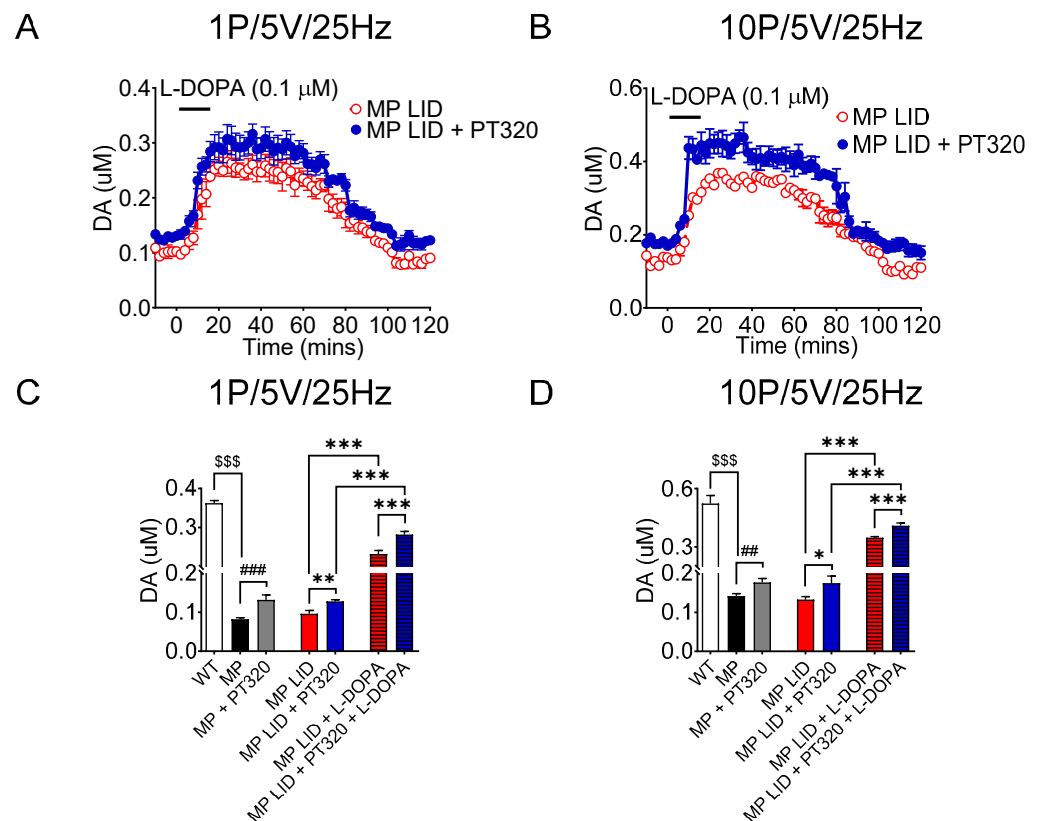 A
1P/5V/25Hz
B
10P/5V/25Hz
0.4
0.3
0.2
0.1
0.0
DA (uM)
L-DOPA (0.1 μM)
MP LID
MP LID + PT320
0 20 40 60 80 100 120
Time (mins)
0.6
0.4
0.2
0.0
DA (uM)
L-DOPA (0.1 μM)
MP LID
MP LID + PT320
0 20 40 60 80 100 120
Time (mins)
C
1P/5V/25Hz
D
10P/5V/25Hz
0.4
0.3
0.2
0.1
0.0
DA (uM)
$$$
###
**
***
***
***
WT
MP
MP + PT320
MP LID
MP LID + PT320
MP LID + L-DOPA
MP LID + PT320 + L-DOPA
0.6
0.3
0.2
0.1
0.0
DA (uM)
$$$
##
*
***
***
***
WT
MP
MP + PT320
MP LID
MP LID + PT320
MP LID + L-DOPA
MP LID + PT320 + L-DOPA